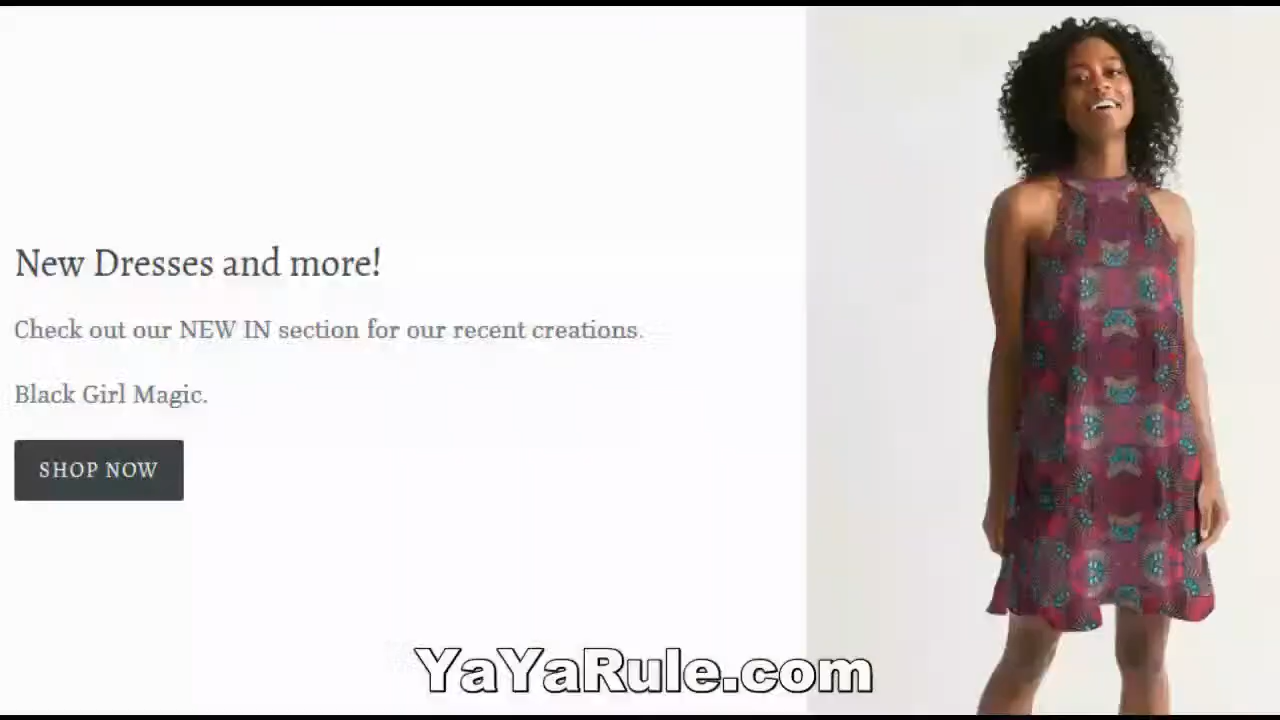 New Dresses and more!
Check out our NEW IN section for our recent creations.
Black Girl Magic.
SHOP NOW
YaYaRule.com